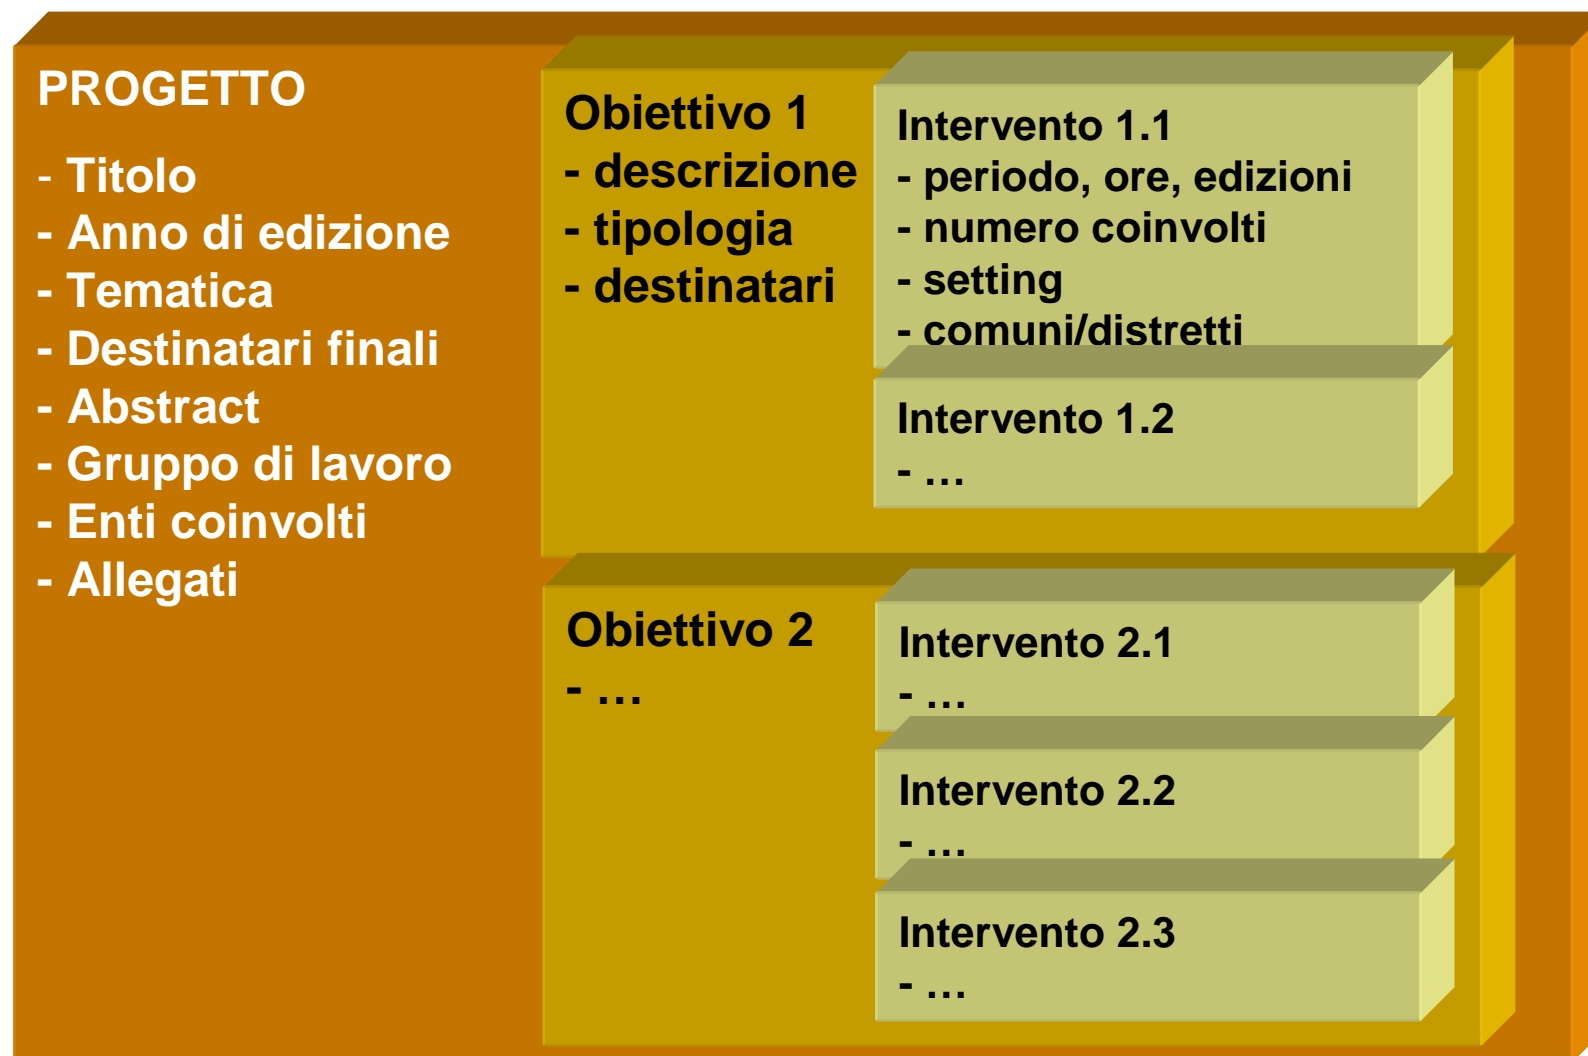 PROGETTO
- Titolo
- Anno di edizione
- Tematica
- Destinatari finali
- Abstract
- Gruppo di lavoro
- Enti coinvolti
- Allegati
Obiettivo 1
- descrizione
- tipologia
- destinatari
Intervento 1.1
- periodo, ore, edizioni
- numero coinvolti
- setting
- comuni/distretti
Intervento 1.2
- …
Obiettivo 2
- …
Intervento 2.1
- …
Intervento 2.2
- …
Intervento 2.3
- …